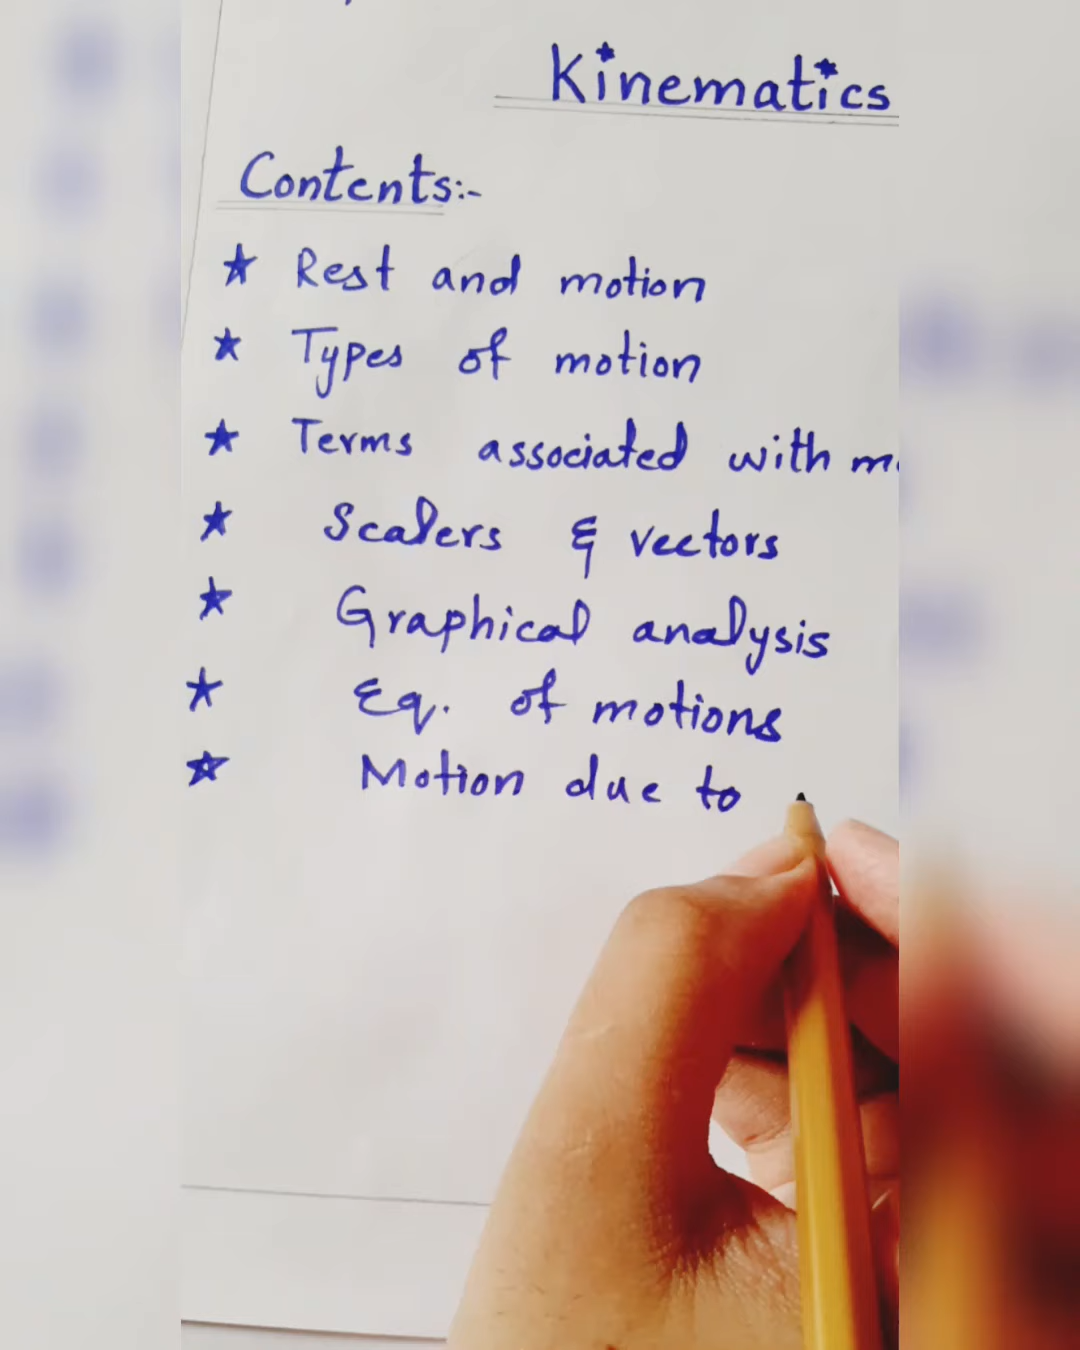 Kinematics
Contents:-
★ Rest and motion
★ Types of motion
★ Terms associated with m
★ Scalers & vectors
★ Graphical analysis
★ Eq. of motions
★ Motion due to